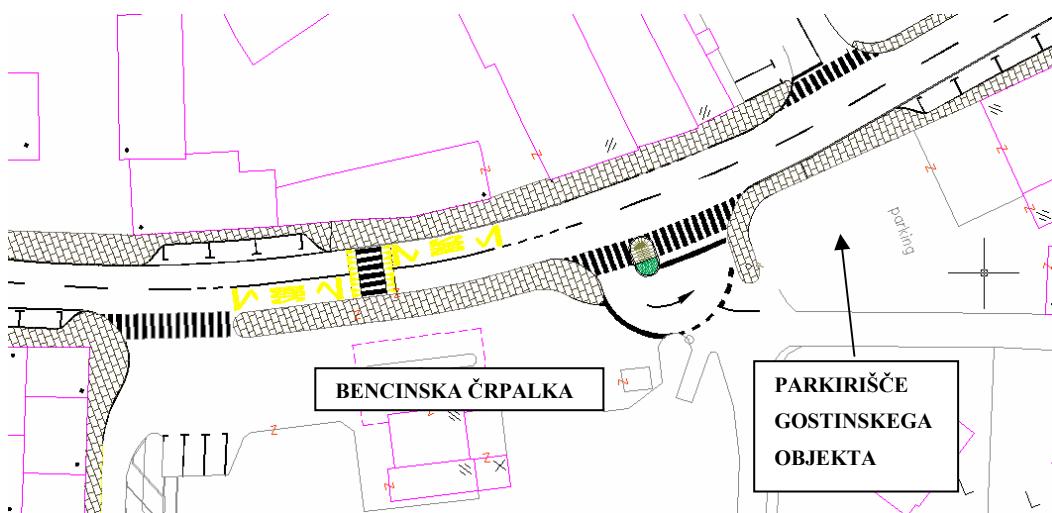 parking
BENCINSKA ČRPALKA
PARKIRIŠČE
GOSTINSKEGA
OBJEKTA